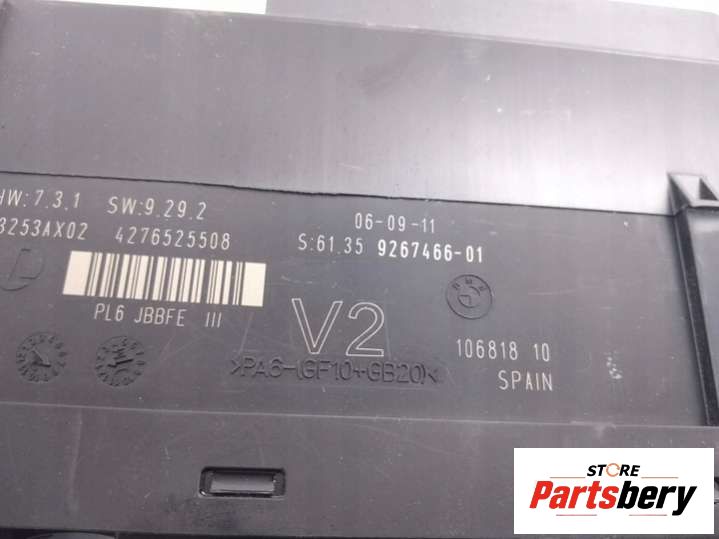 HW:7.3.1 SW:9.29.2
3253AX02 4276525508
06-09-11
S:61.35 9267466-01
PL6 JBBFE III
V2
BMW
>PA6-(GF10+GB20)<
106818 10
SPAIN
STORE
Partsbery